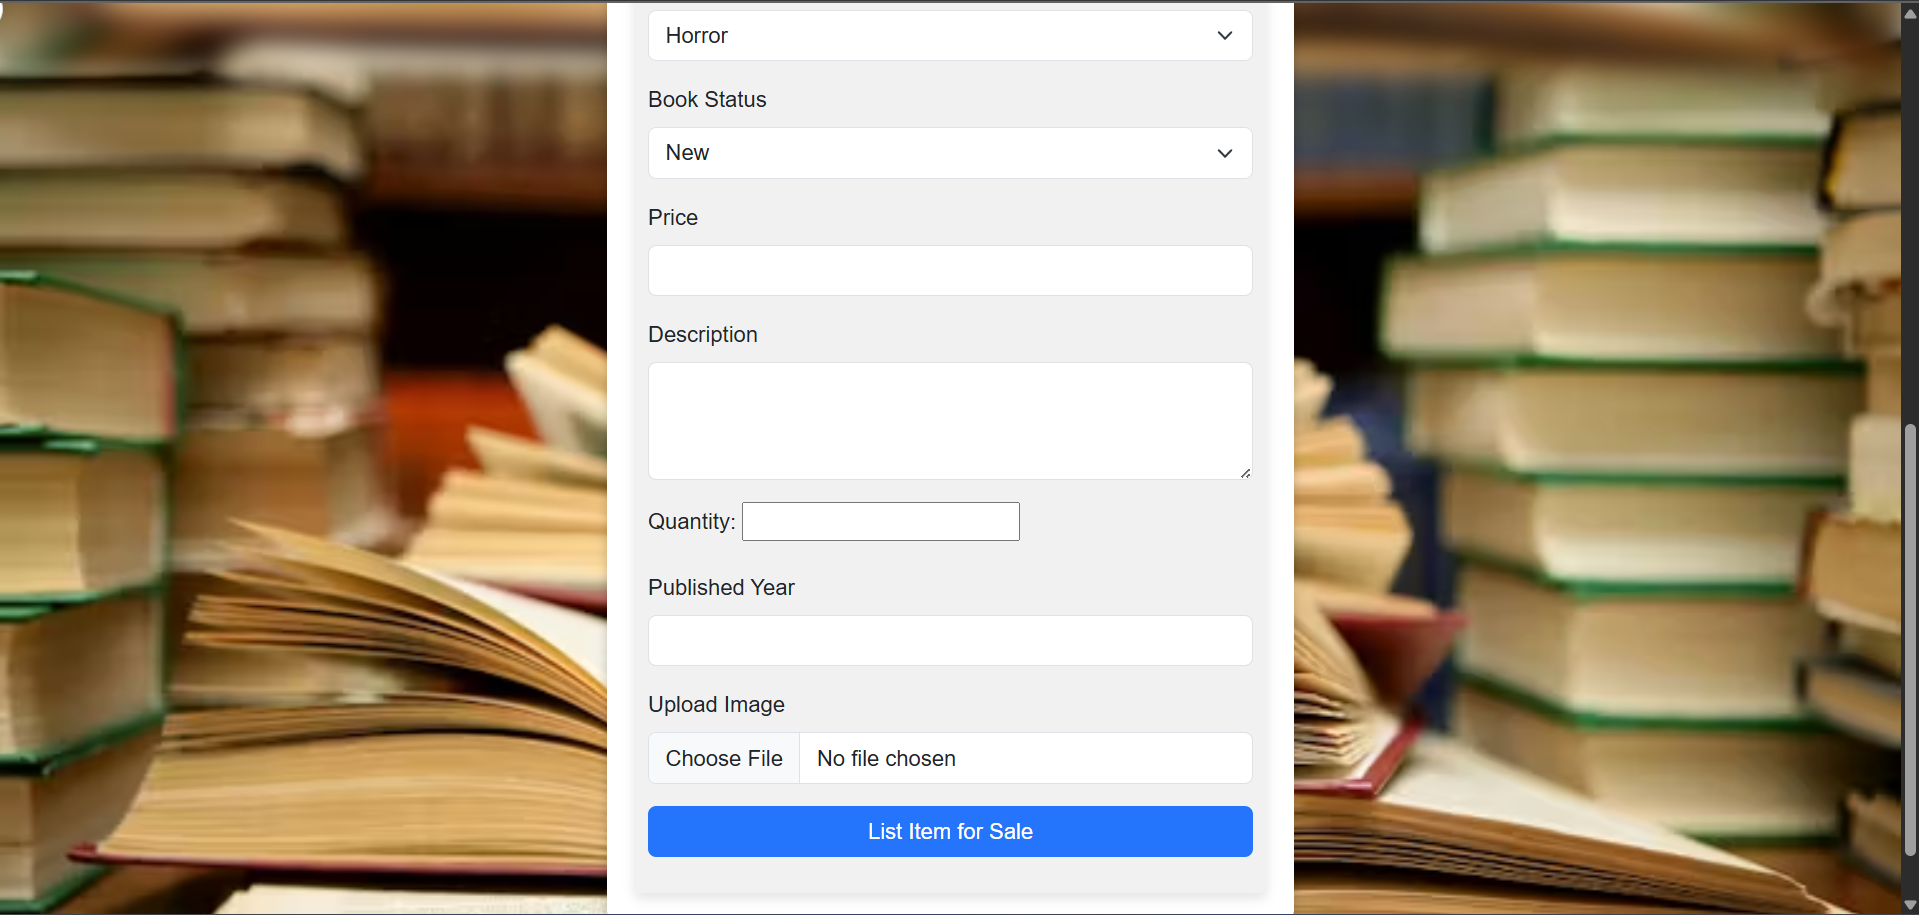 Horror
Book Status
New
Price
Description
Quantity:
Published Year
Upload Image
Choose File No file chosen
List Item for Sale